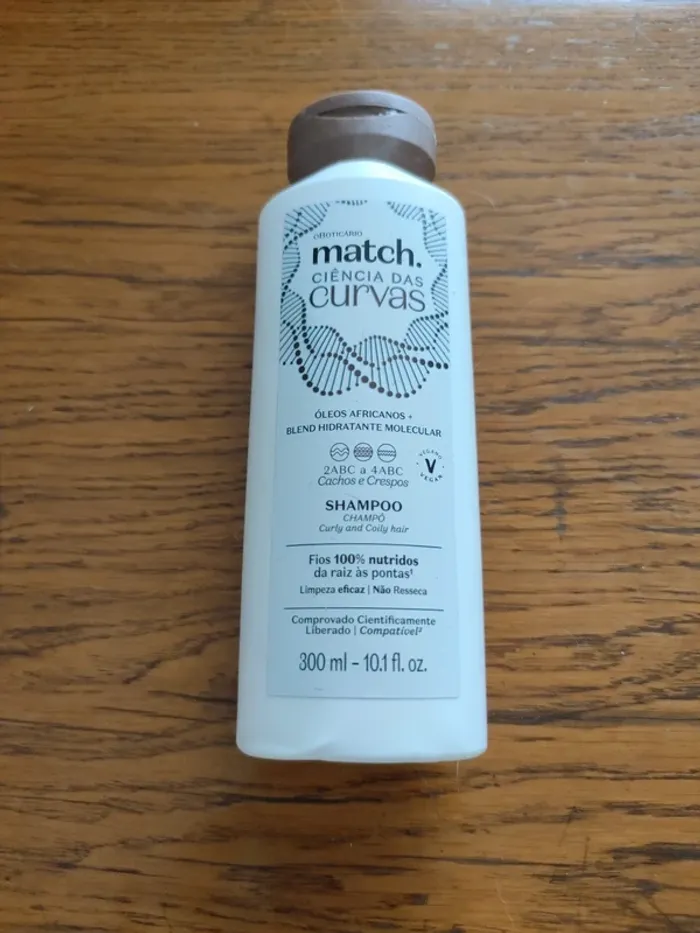 oBOTICÁRIO
match.
CIÊNCIA DAS
curvas
ÓLEOS AFRICANOS +
BLEND HIDRATANTE MOLECULAR
2ABC a 4ABC
Cachos e Crespos
VEGANO
V
VEGAN
SHAMPOO
CHAMPÔ
Curly and Coily hair
Fios 100% nutridos
da raiz às pontas¹
Limpeza eficaz | Não Resseca
Comprovado Cientificamente
Liberado | Compatível²
300 ml - 10.1 fl. oz.